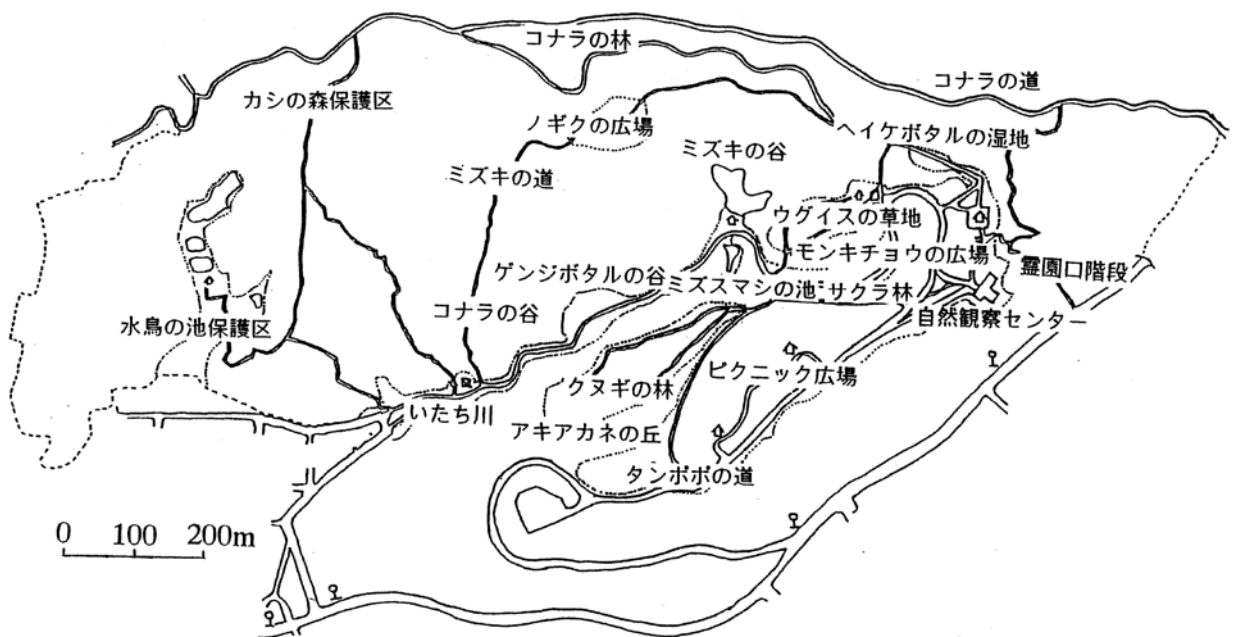 コナラの林
コナラの道
カシの森保護区
ノギクの広場
ヘイケボタルの湿地
ミズキの谷
ミズキの道
ウグイスの草地
モンキチョウの広場
霊園口階段
ゲンジボタルの谷
ミズスマシの池
サクラ林
コナラの谷
自然観察センター
水鳥の池保護区
ピクニック広場
クヌギの林
いたち川
アキアカネの丘
タンポポの道
0 100 200m